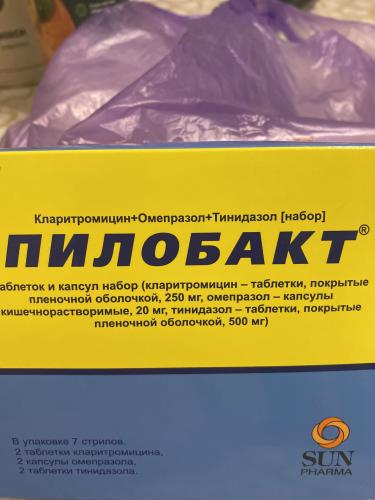 Кларитромицин+Омепразол+Тинидазол [набор]
ПИЛОБАКТ®
таблеток и капсул набор (кларитромицин – таблетки, покрытые
пленочной оболочкой, 250 мг, омепразол – капсулы
кишечнорастворимые, 20 мг, тинидазол – таблетки, покрытые
пленочной оболочкой, 500 мг)
В упаковке 7 стрипов.
2 таблетки кларитромицина,
2 капсулы омепразола,
2 таблетки тинидазола.
SUN
PHARMA